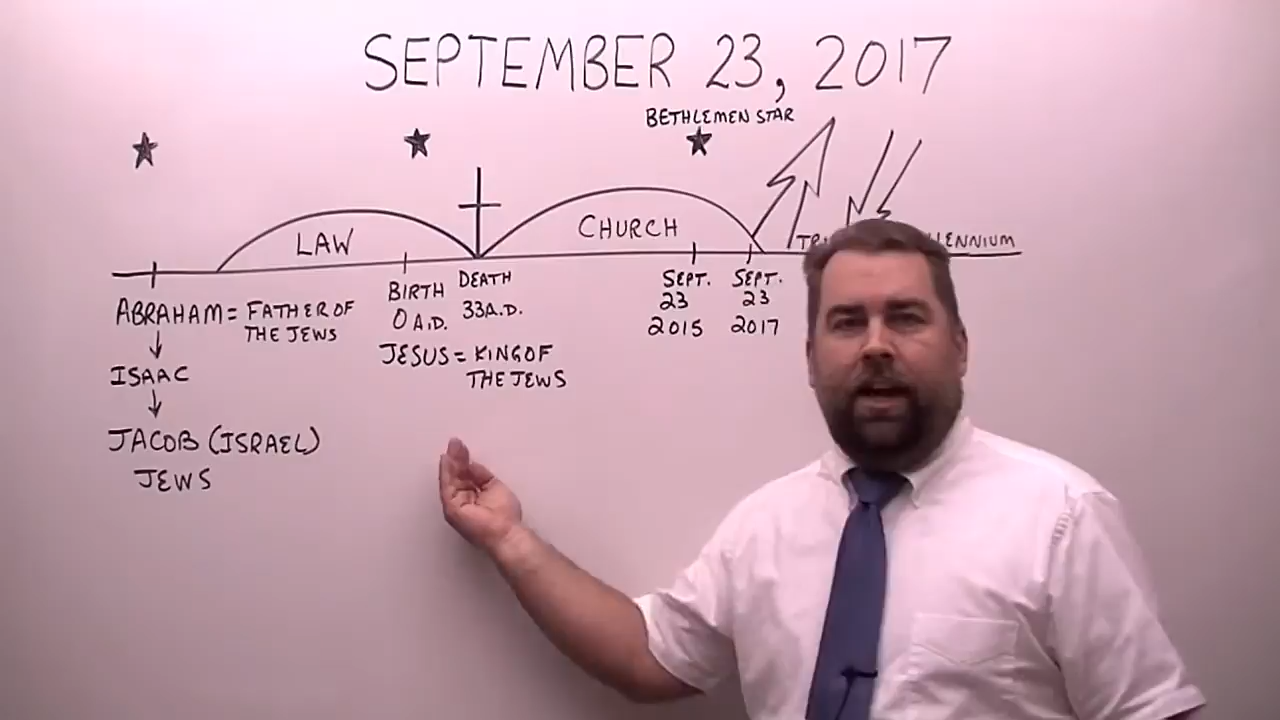 SEPTEMBER 23, 2017
BETHLEMEN STAR
LAW
CHURCH
ABRAHAM = FATHER OF
THE JEWS
ISAAC
JACOB (ISRAEL)
JEWS
BIRTH
0 A.D.
DEATH
33 A.D.
JESUS = KING OF
THE JEWS
SEPT.
23
2015
SEPT.
23
2017